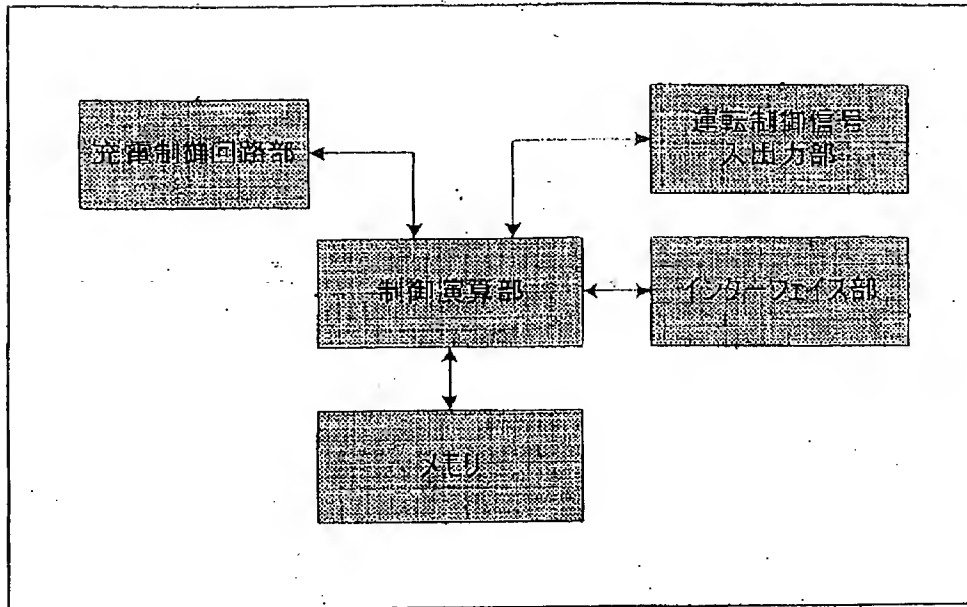 充電制御回路部
運転制御信号
入出力部
制御演算部
インターフェイス部
メモリ